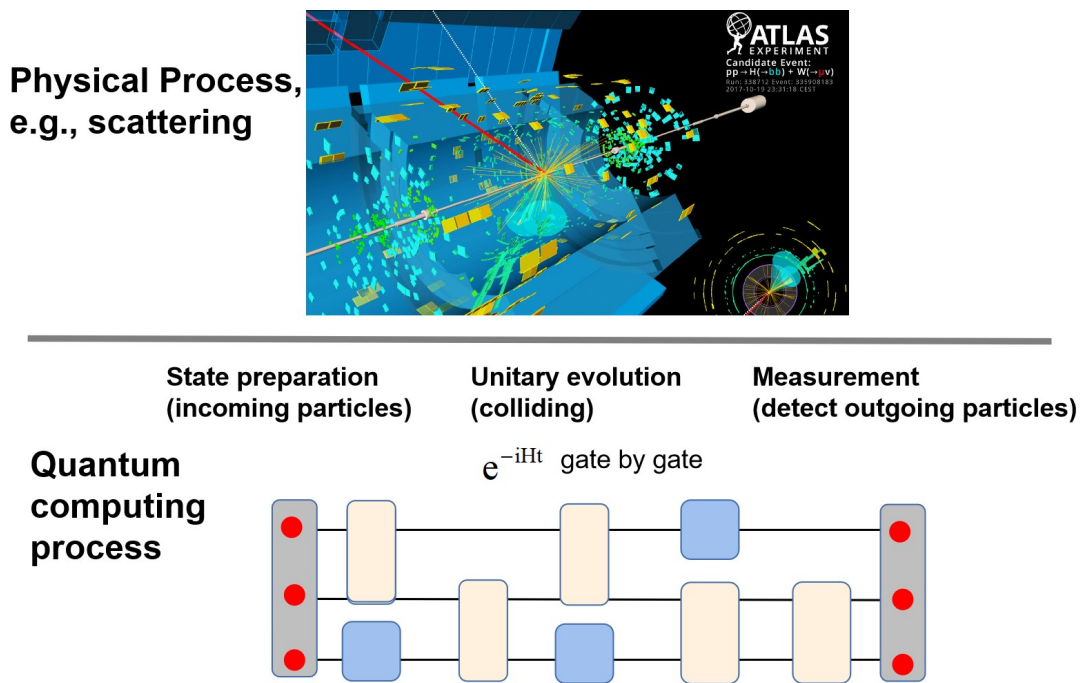 Physical Process,
e.g., scattering
ATLAS
EXPERIMENT
Candidate Event:
pp→H(→bb) + W(→μν)
Run: 338712 Event: 335908183
2017-10-19 23:31:18 CEST
State preparation
(incoming particles)
Unitary evolution
(colliding)
Measurement
(detect outgoing particles)
Quantum
computing
process
e^{-iHt} gate by gate